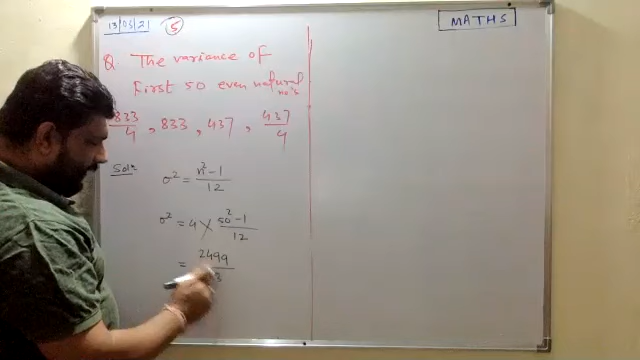 13/03/21 ⑤
MATHS
Q. The variance of
First 50 even natural
no's
833/4 , 833 , 437 , 437/4
Soln
σ² = n²-1/12
σ² = 4 × 50²-1/12
= 2499/3